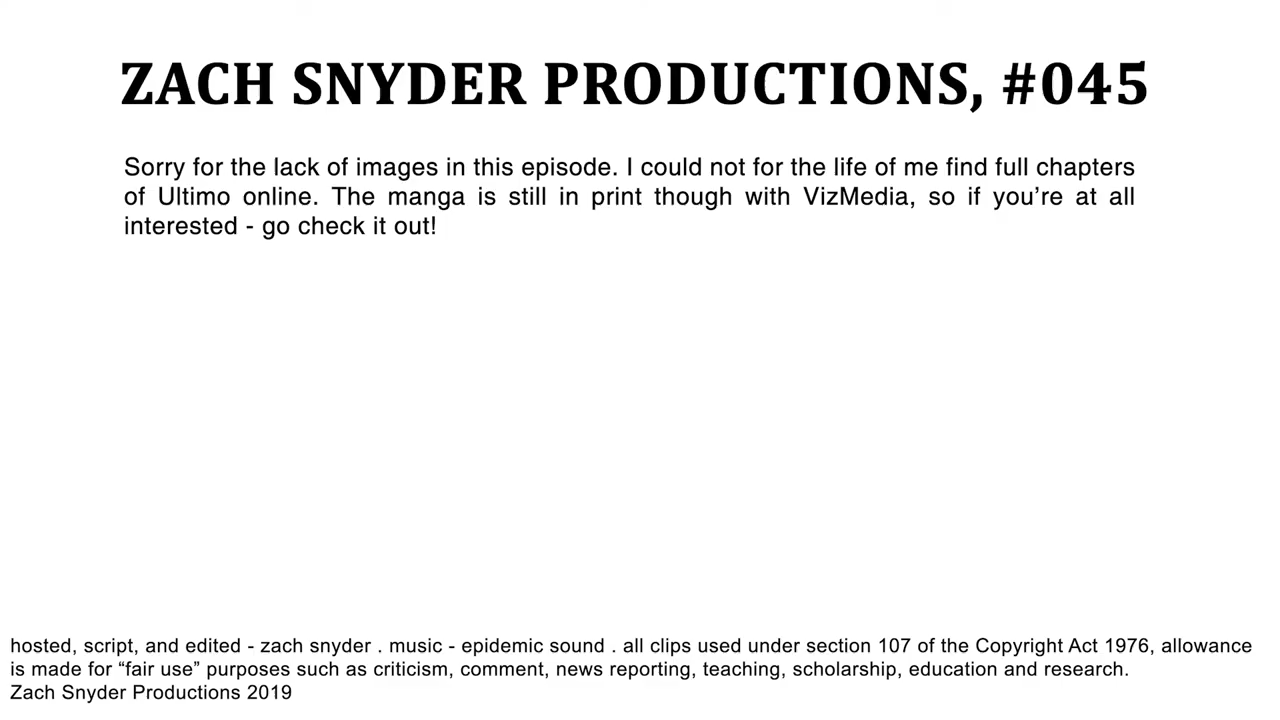 ZACH SNYDER PRODUCTIONS, #045
Sorry for the lack of images in this episode. I could not for the life of me find full chapters
of Ultimo online. The manga is still in print though with VizMedia, so if you’re at all
interested - go check it out!
hosted, script, and edited - zach snyder . music - epidemic sound . all clips used under section 107 of the Copyright Act 1976, allowance
is made for “fair use” purposes such as criticism, comment, news reporting, teaching, scholarship, education and research.
Zach Snyder Productions 2019